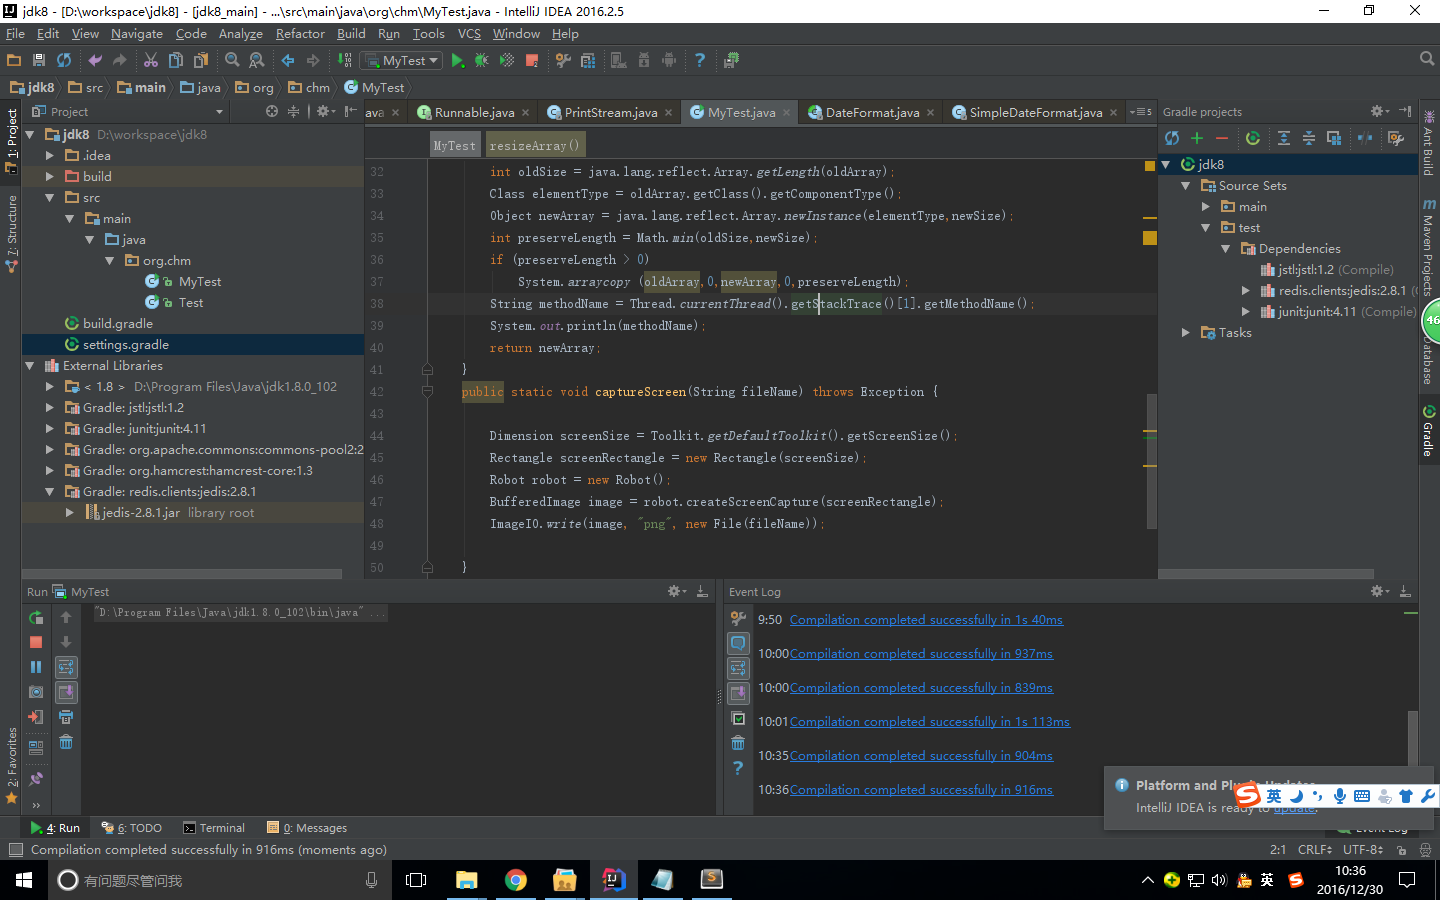 jdk8 - [D:\workspace\jdk8] - [jdk8_main] - ...\src\main\java\org\chm\MyTest.java - IntelliJ IDEA 2016.2.5
File Edit View Navigate Code Analyze Refactor Build Run Tools VCS Window Help
MyTest
jdk8 src main java org chm MyTest
1: Project
7: Structure
2: Favorites
Project
ava Runnable.java PrintStream.java MyTest.java DateFormat.java SimpleDateFormat.java 5
Gradle projects
jdk8 D:\workspace\jdk8
.idea
build
src
main
java
org.chm
MyTest
Test
build.gradle
settings.gradle
External Libraries
< 1.8 > D:\Program Files\Java\jdk1.8.0_102
Gradle: jstl:jstl:1.2
Gradle: junit:junit:4.11
Gradle: org.apache.commons:commons-pool2:2
Gradle: org.hamcrest:hamcrest-core:1.3
Gradle: redis.clients:jedis:2.8.1
jedis-2.8.1.jar library root
MyTest resizeArray()
32 int oldSize = java.lang.reflect.Array.getLength(oldArray);
33 Class elementType = oldArray.getClass().getComponentType();
34 Object newArray = java.lang.reflect.Array.newInstance(elementType,newSize);
35 int preserveLength = Math.min(oldSize,newSize);
36 if (preserveLength > 0)
37 System.arraycopy (oldArray,0,newArray,0,preserveLength);
38 String methodName = Thread.currentThread().getStackTrace()[1].getMethodName();
39 System.out.println(methodName);
40 return newArray;
41 }
42 public static void captureScreen(String fileName) throws Exception {
43
44 Dimension screenSize = Toolkit.getDefaultToolkit().getScreenSize();
45 Rectangle screenRectangle = new Rectangle(screenSize);
46 Robot robot = new Robot();
47 BufferedImage image = robot.createScreenCapture(screenRectangle);
48 ImageIO.write(image, "png", new File(fileName));
49
50 }
jdk8
Source Sets
main
test
Dependencies
jstl:jstl:1.2 (Compile)
redis.clients:jedis:2.8.1 (
junit:junit:4.11 (Compile)
Tasks
Ant Build
m Maven Projects
46
Database
Gradle
Run MyTest
"D:\Program Files\Java\jdk1.8.0_102\bin\java" ...
Event Log
9:50 Compilation completed successfully in 1s 40ms
10:00 Compilation completed successfully in 937ms
10:00 Compilation completed successfully in 839ms
10:01 Compilation completed successfully in 1s 113ms
10:35 Compilation completed successfully in 904ms
10:36 Compilation completed successfully in 916ms
Platform and Plugin Updates
IntelliJ IDEA is ready to update.
英
4: Run 6: TODO Terminal 0: Messages Event Log
Compilation completed successfully in 916ms (moments ago)
2:1 CRLF UTF-8
有问题尽管问我
英
10:36
2016/12/30